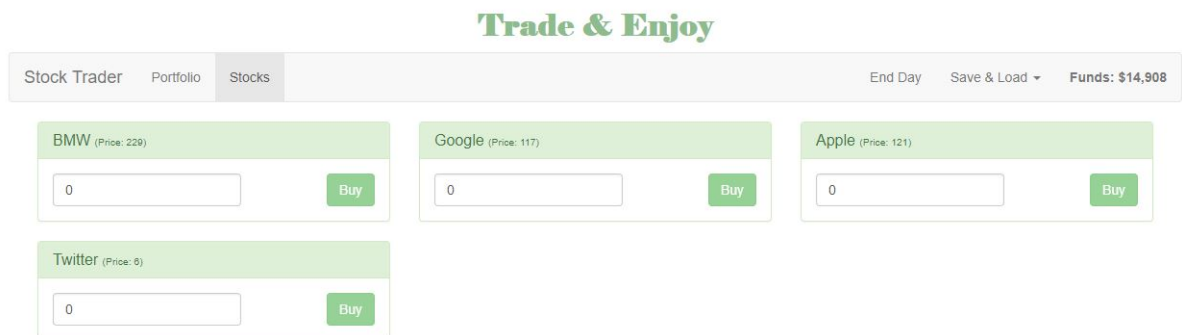 Trade & Enjoy
Stock Trader Portfolio Stocks End Day Save & Load Funds: $14,908
BMW (Price: 229) Google (Price: 117) Apple (Price: 121)
0 Buy 0 Buy 0 Buy
Twitter (Price: 6)
0 Buy